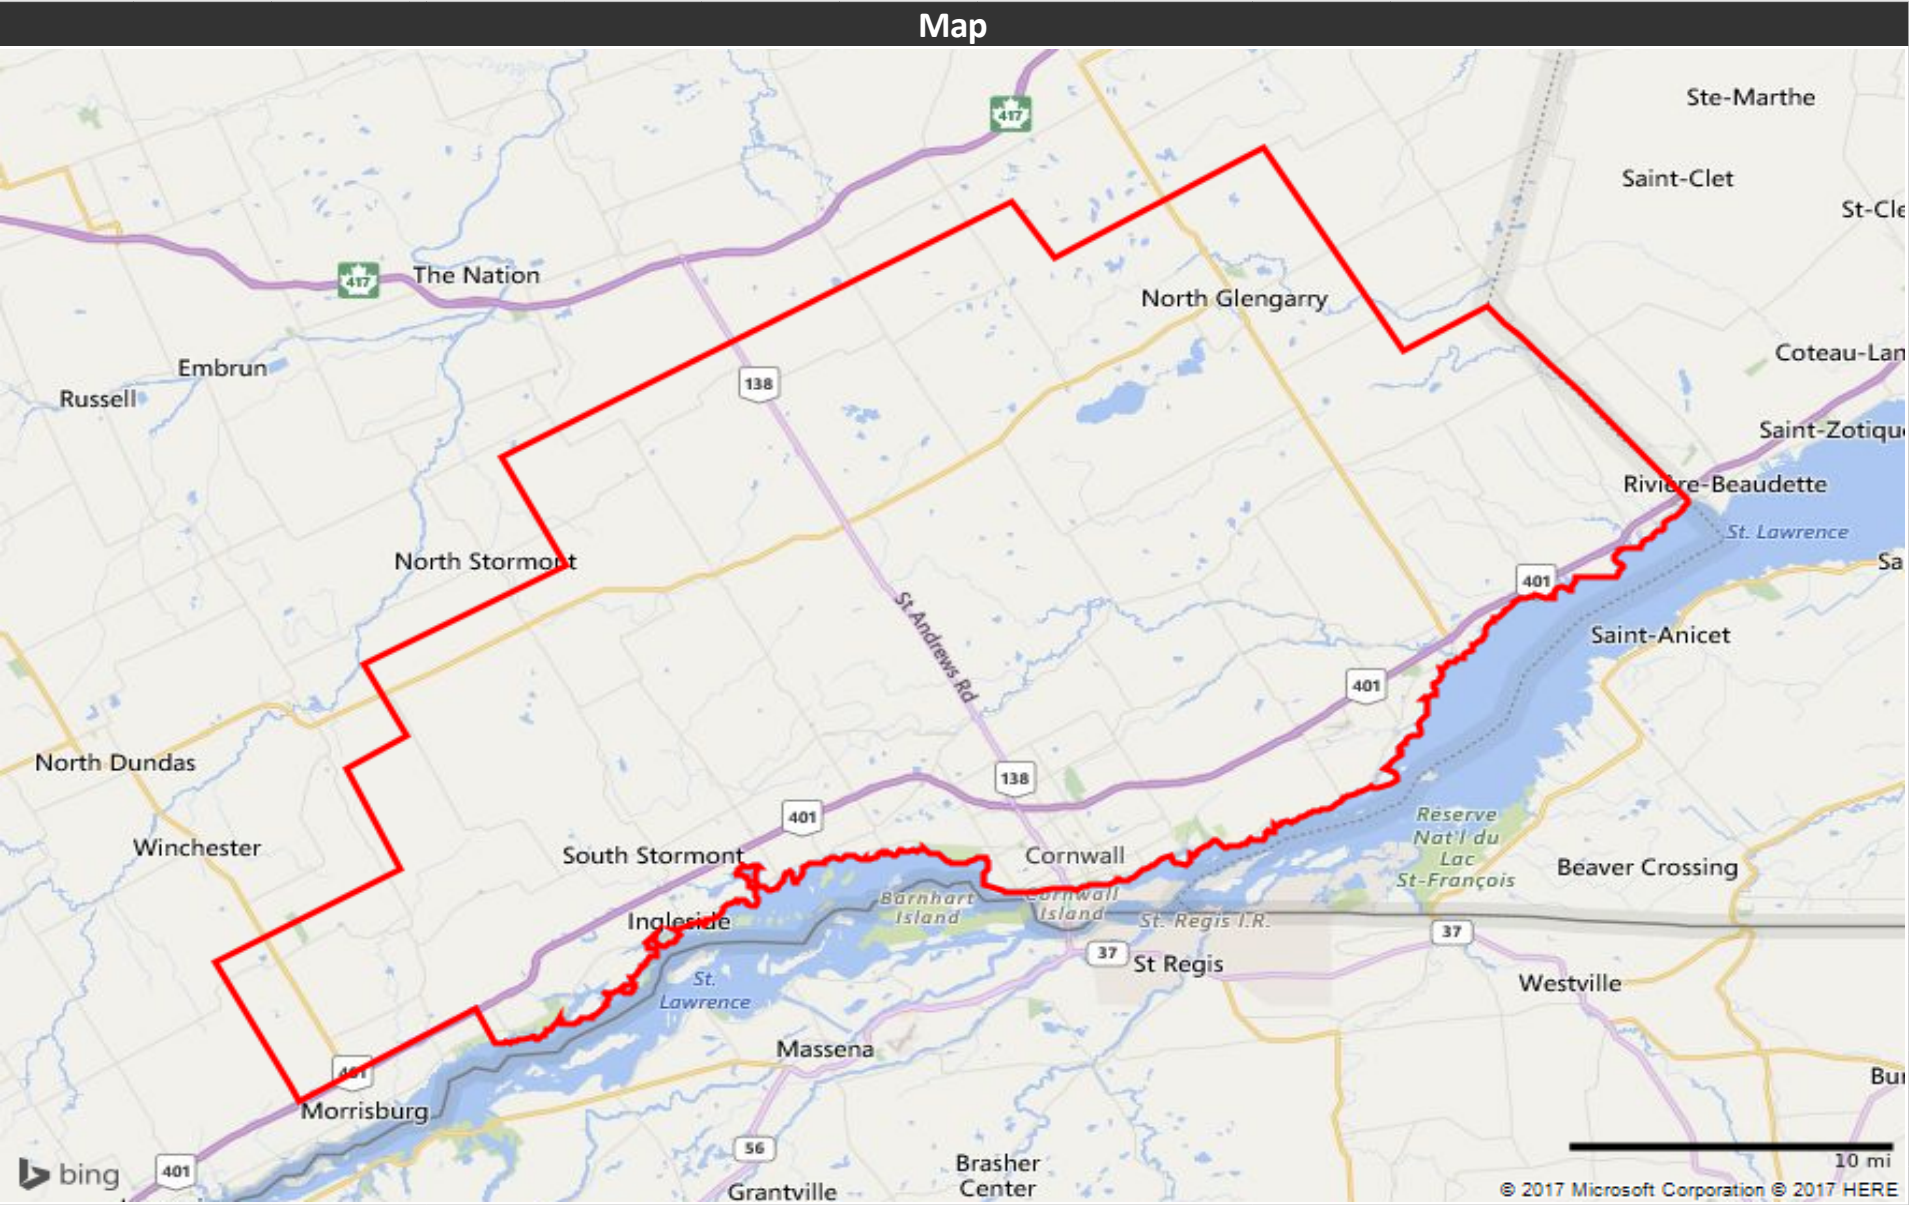 Map
417
Ste-Marthe
Saint-Clet
St-Cle
417
The Nation
North Glengarry
Embrun
Russell
138
Coteau-Lan
Saint-Zotiqu
Rivière-Beaudette
St. Lawrence
North Stormont
Sa
401
St Andrews Rd
Saint-Anicet
401
North Dundas
138
401
Réserve
Nat'l du
Lac
St-François
Winchester
South Stormont
Cornwall
Beaver Crossing
Barnhart
Island
Cornwall
Island
St. Regis I.R.
Ingleside
37
37
St Regis
St.
Lawrence
Westville
Massena
401
Bur
Morrisburg
56
10 mi
bing
401
Brasher
Center
Grantville
© 2017 Microsoft Corporation © 2017 HERE